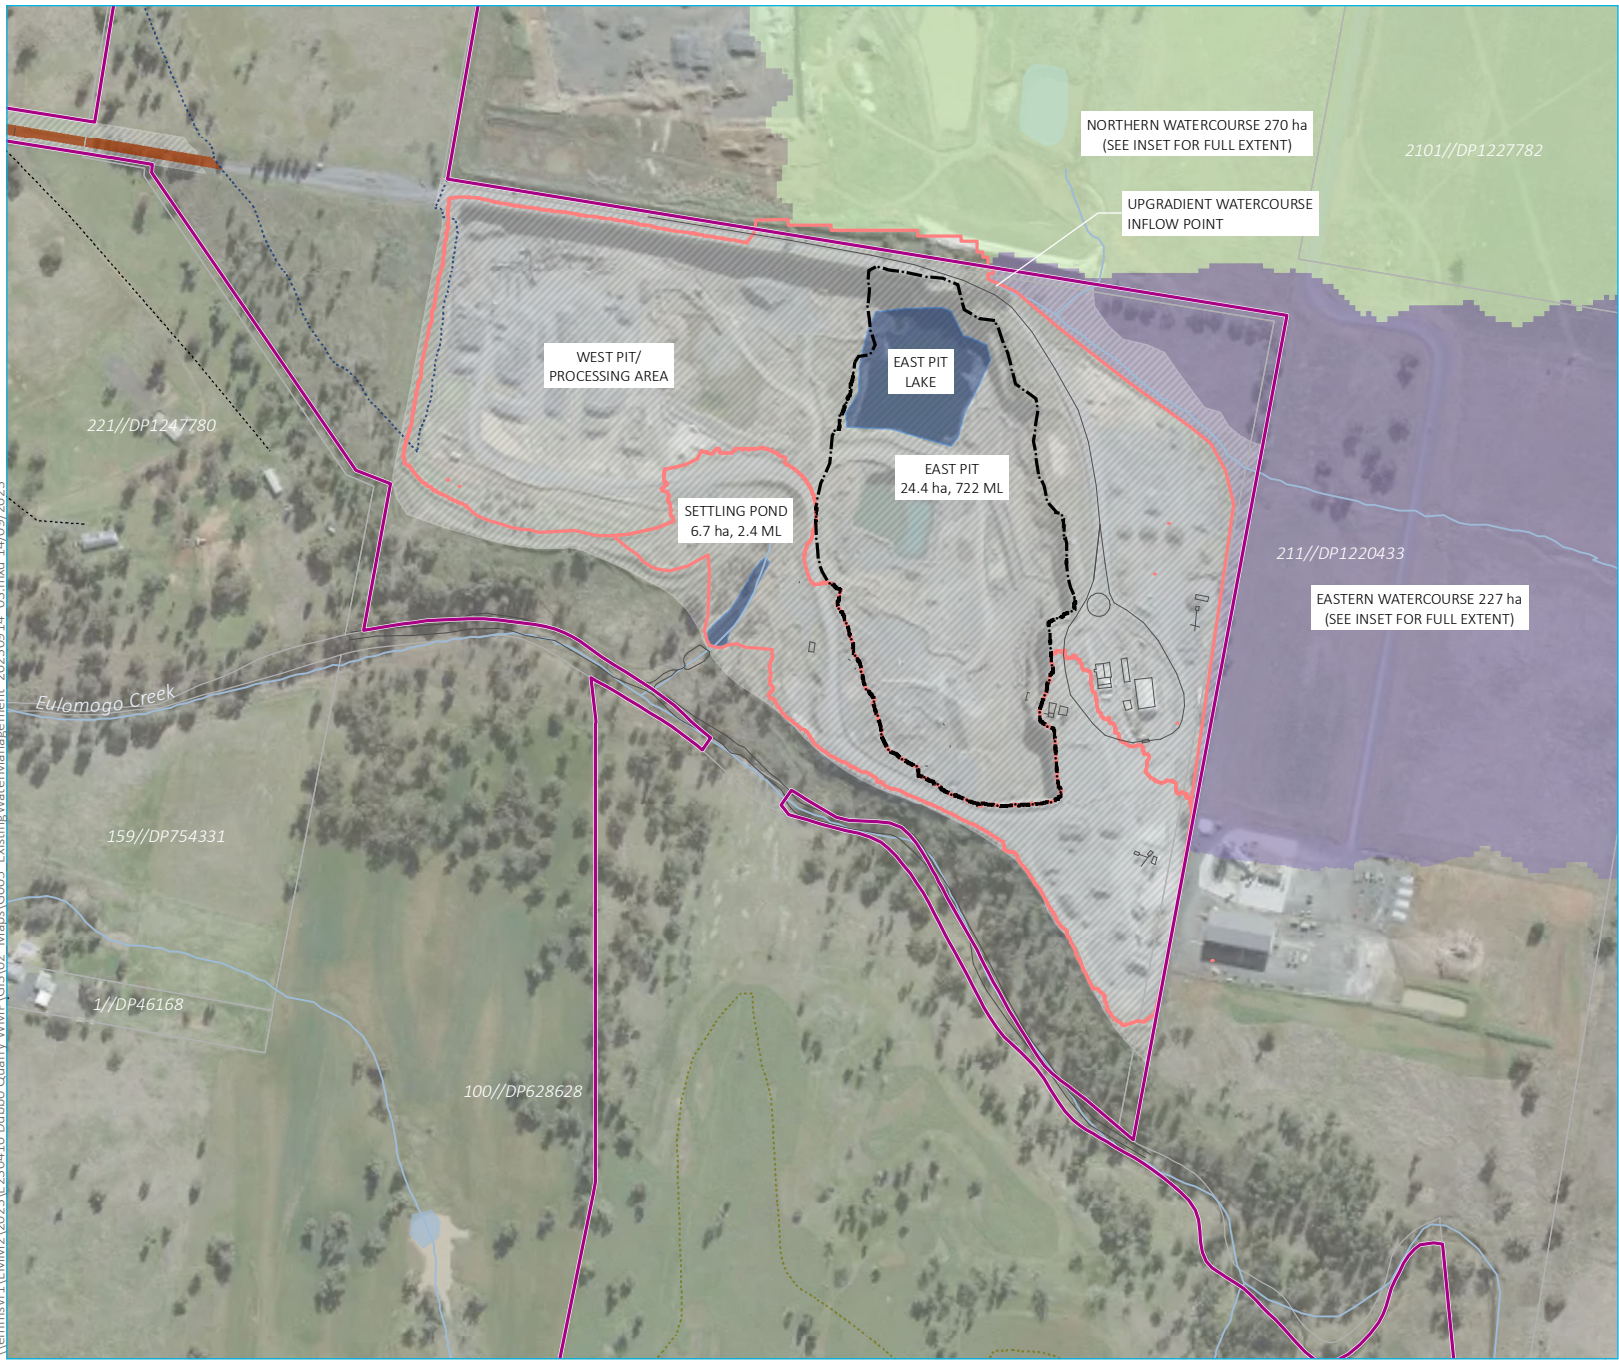 NORTHERN WATERCOURSE 270 ha
(SEE INSET FOR FULL EXTENT)
2101//DP1227782
UPGRADIENT WATERCOURSE
INFLOW POINT
WEST PIT/
PROCESSING AREA
EAST PIT
LAKE
221//DP1247780
EAST PIT
24.4 ha, 722 ML
SETTLING POND
6.7 ha, 2.4 ML
211//DP1220433
EASTERN WATERCOURSE 227 ha
(SEE INSET FOR FULL EXTENT)
Eulomogo Creek
159//DP754331
1//DP46168
100//DP628628